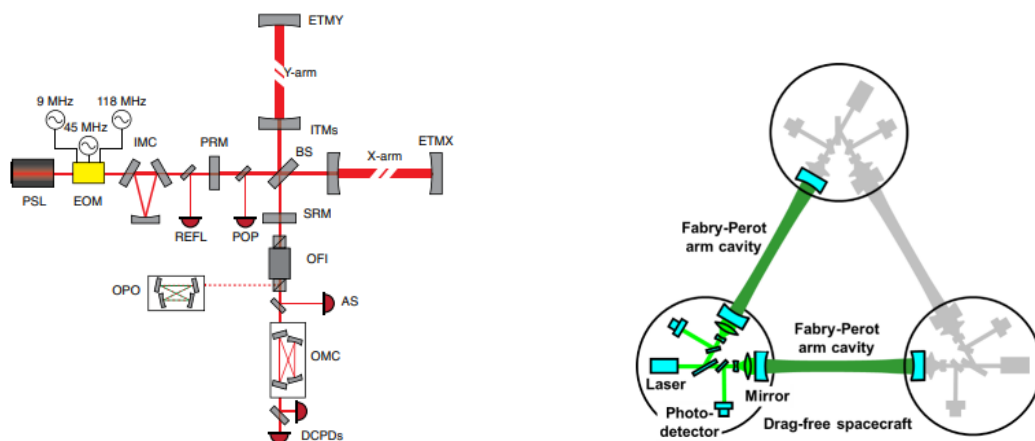 ETMY
Y-arm
9 MHz
118 MHz
45 MHz
IMC
PRM
ITMs
BS
ETMX
X-arm
PSL
EOM
REFL
POP
SRM
OFI
OPO
AS
OMC
DCPDs
Fabry-Perot
arm cavity
Fabry-Perot
arm cavity
Laser
Mirror
Photo-
detector
Drag-free spacecraft